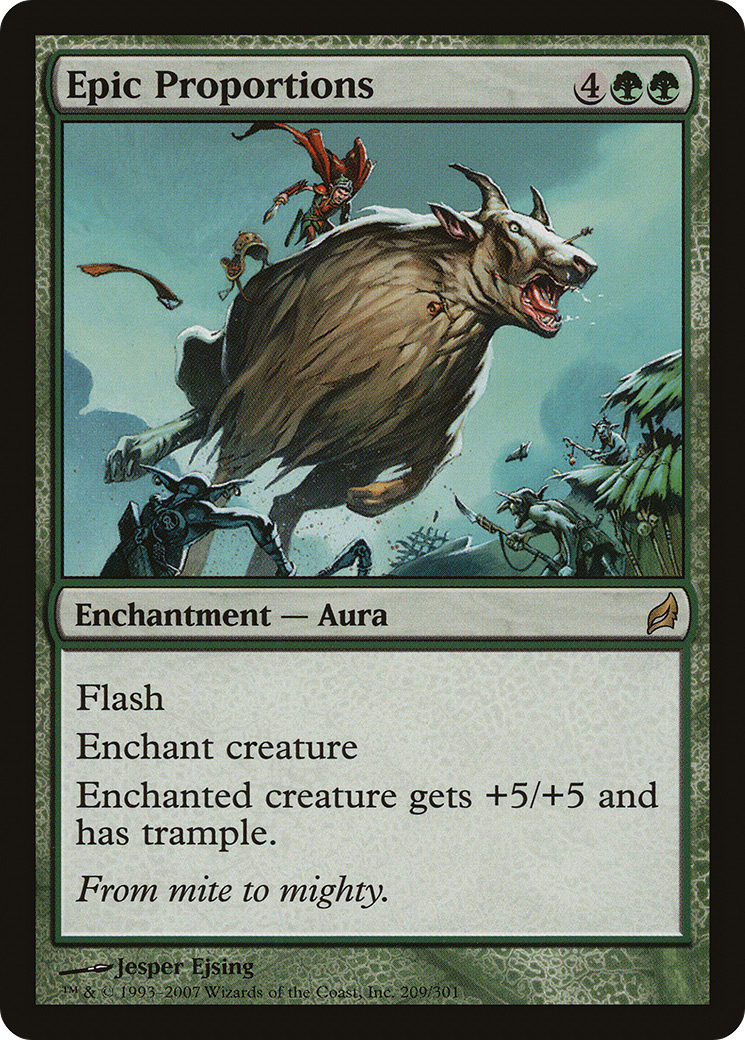 Epic Proportions 4
Enchantment — Aura
Flash
Enchant creature
Enchanted creature gets +5/+5 and
has trample.
From mite to mighty.
Jesper Ejsing
™ & © 1993–2007 Wizards of the Coast, Inc. 209/301